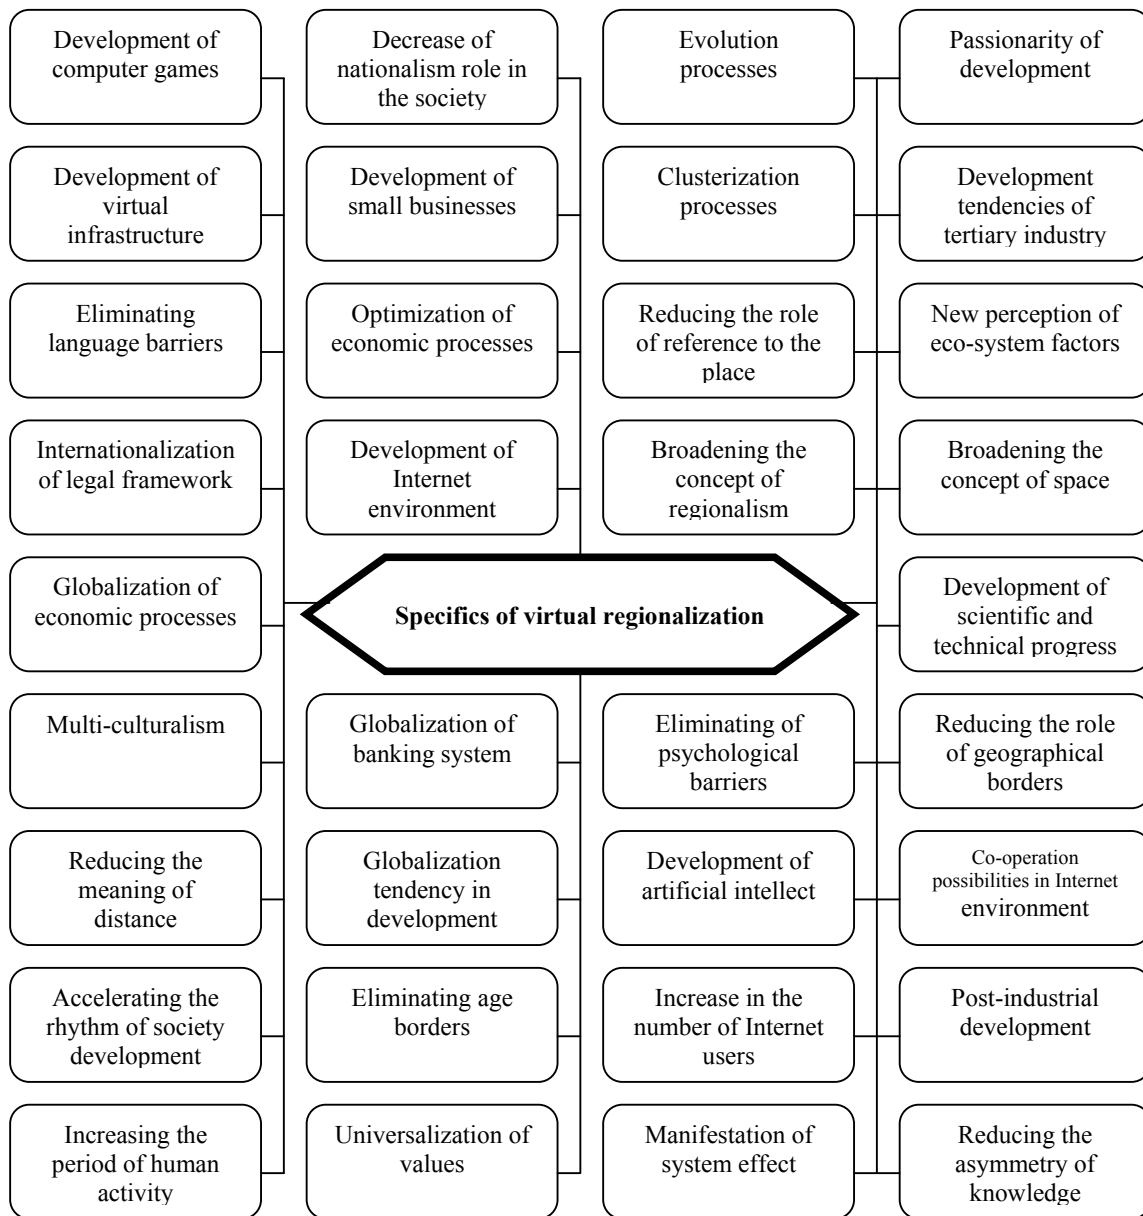 Development of
computer games
Decrease of
nationalism role in
the society
Evolution
processes
Passionarity of
development
Development of
virtual
infrastructure
Development of
small businesses
Clusterization
processes
Development
tendencies of
tertiary industry
Eliminating
language barriers
Optimization of
economic processes
Reducing the role
of reference to the
place
New perception of
eco-system factors
Internationalization
of legal framework
Development of
Internet
environment
Broadening the
concept of
regionalism
Broadening the
concept of space
Globalization of
economic processes
Specifics of virtual regionalization
Development of
scientific and
technical progress
Multi-culturalism
Globalization of
banking system
Eliminating of
psychological
barriers
Reducing the role
of geographical
borders
Reducing the
meaning of
distance
Globalization
tendency in
development
Development of
artificial intellect
Co-operation
possibilities in Internet
environment
Accelerating the
rhythm of society
development
Eliminating age
borders
Increase in the
number of Internet
users
Post-industrial
development
Increasing the
period of human
activity
Universalization of
values
Manifestation of
system effect
Reducing the
asymmetry of
knowledge